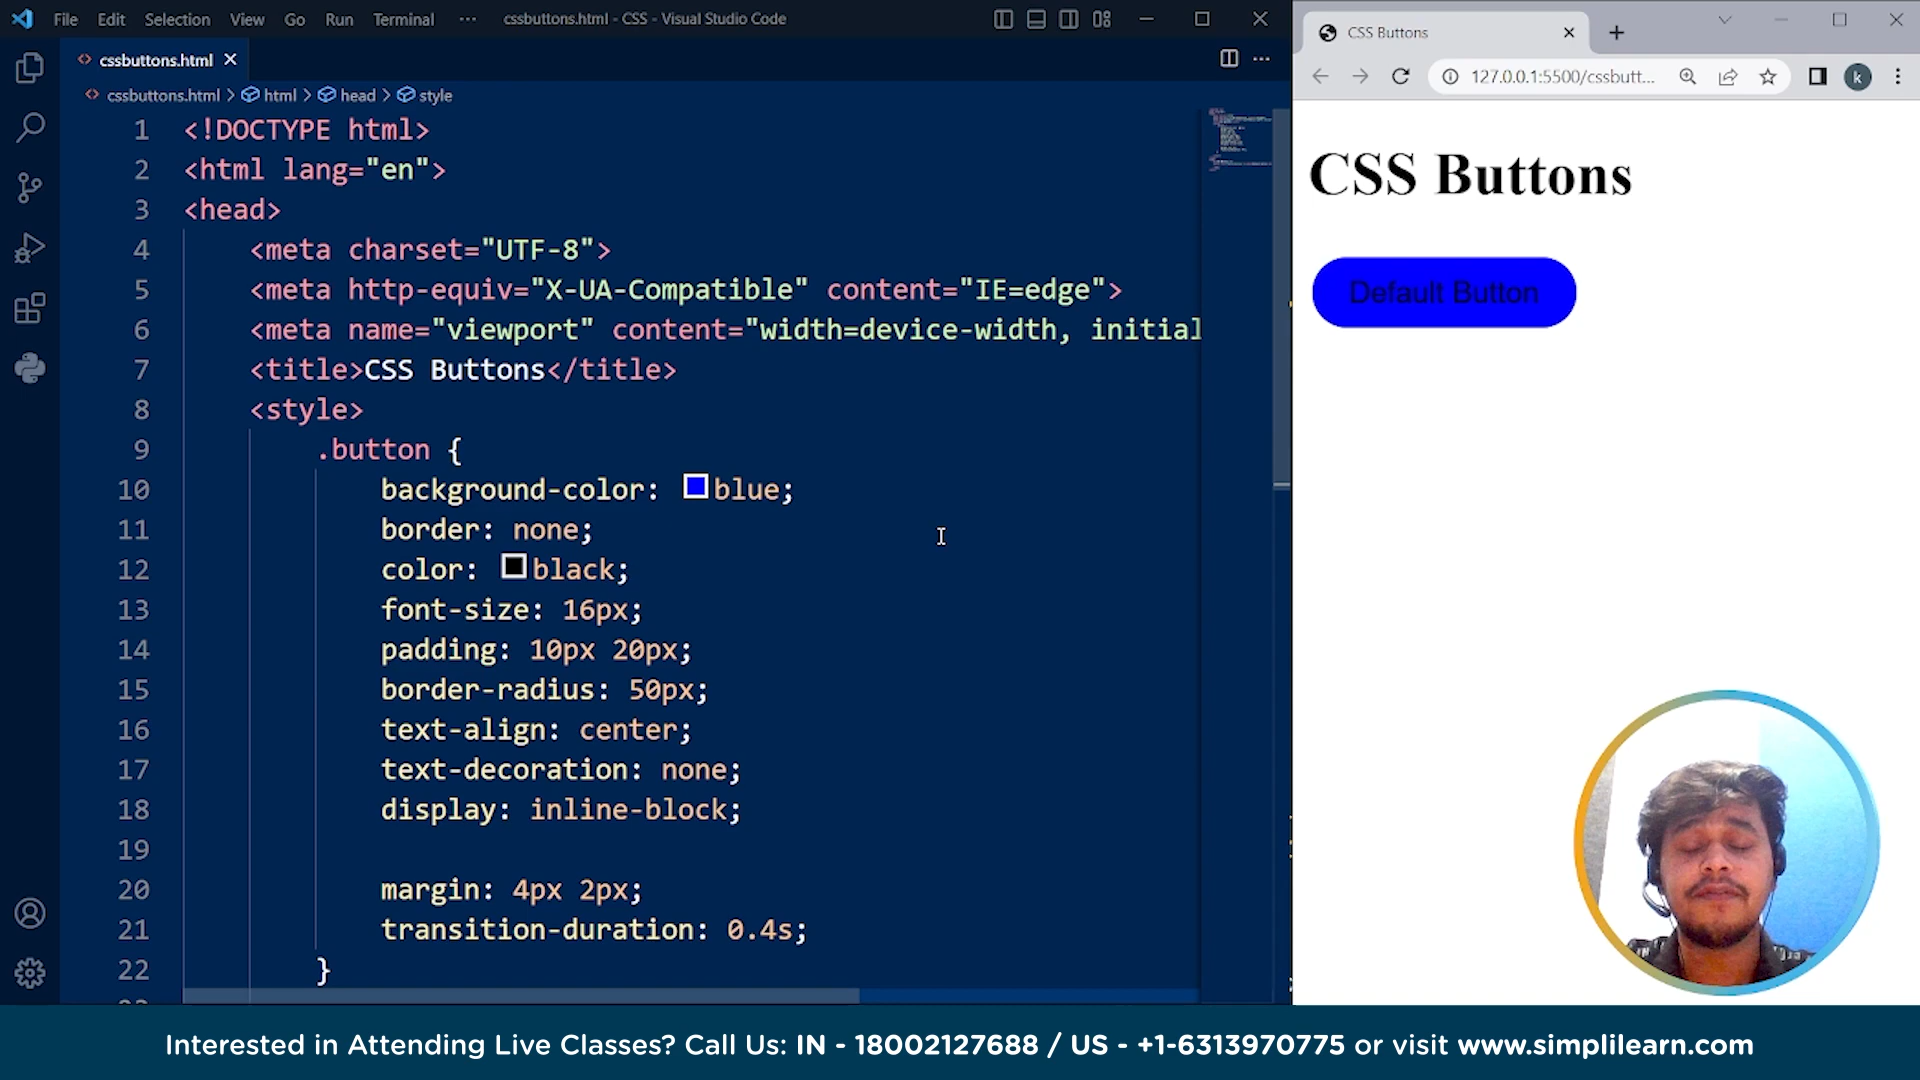 File Edit Selection View Go Run Terminal ··· cssbuttons.html - CSS - Visual Studio Code
cssbuttons.html
cssbuttons.html > html > head > style
1 <!DOCTYPE html>
2 <html lang="en">
3 <head>
4 <meta charset="UTF-8">
5 <meta http-equiv="X-UA-Compatible" content="IE=edge">
6 <meta name="viewport" content="width=device-width, initial
7 <title>CSS Buttons</title>
8 <style>
9 .button {
10 background-color: blue;
11 border: none;
12 color: black;
13 font-size: 16px;
14 padding: 10px 20px;
15 border-radius: 50px;
16 text-align: center;
17 text-decoration: none;
18 display: inline-block;
19
20 margin: 4px 2px;
21 transition-duration: 0.4s;
22 }
CSS Buttons
127.0.0.1:5500/cssbutt...
k
CSS Buttons
Default Button
Interested in Attending Live Classes? Call Us: IN - 18002127688 / US - +1-6313970775 or visit www.simplilearn.com